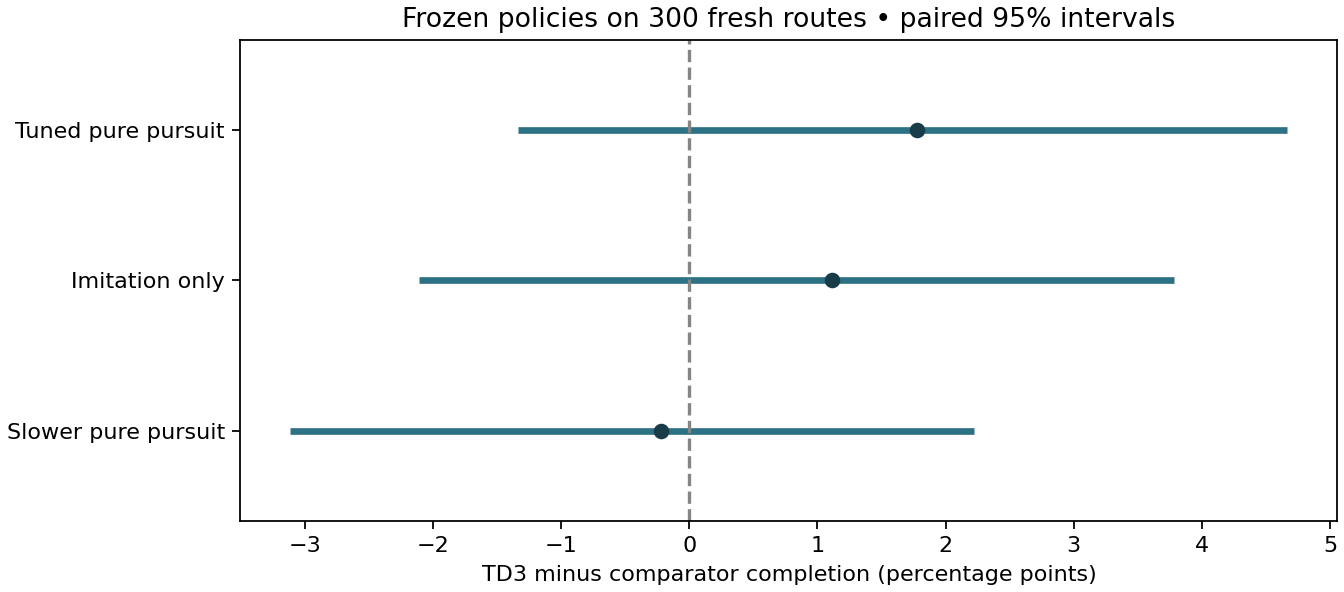 Frozen policies on 300 fresh routes • paired 95% intervals
Tuned pure pursuit
Imitation only
Slower pure pursuit
−3 −2 −1 0 1 2 3 4 5
TD3 minus comparator completion (percentage points)